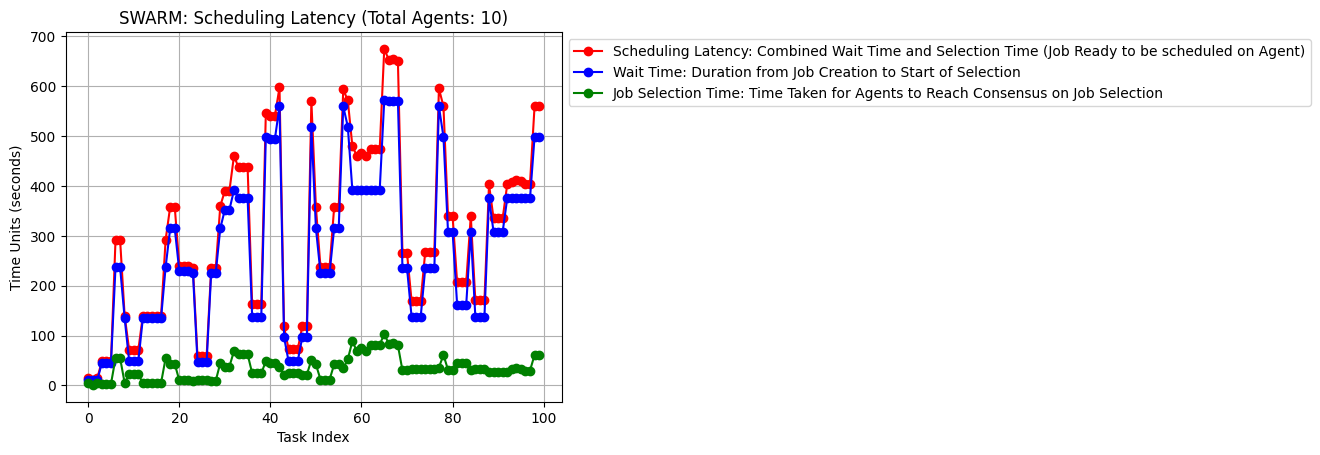 SWARM: Scheduling Latency (Total Agents: 10)
Scheduling Latency: Combined Wait Time and Selection Time (Job Ready to be scheduled on Agent)
Wait Time: Duration from Job Creation to Start of Selection
Job Selection Time: Time Taken for Agents to Reach Consensus on Job Selection
Time Units (seconds)
700
600
500
400
300
200
100
0
0 20 40 60 80 100
Task Index